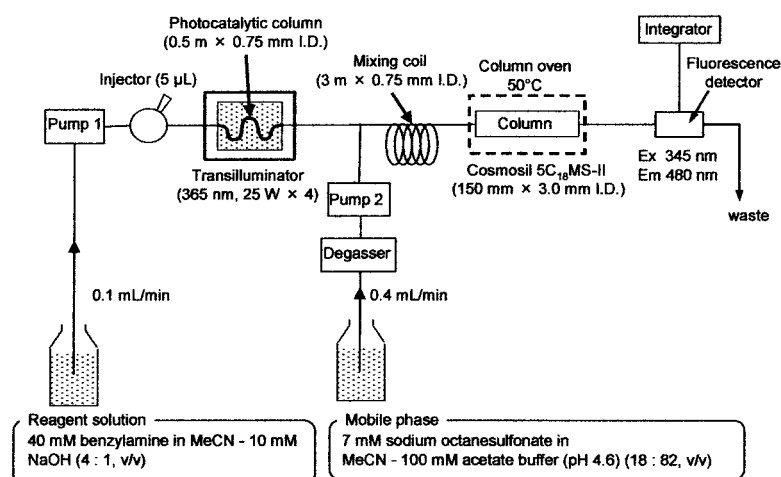 Photocatalytic column
(0.5 m × 0.75 mm I.D.)
Injector (5 µL)
Pump 1
Transilluminator
(365 nm, 25 W × 4)
Mixing coil
(3 m × 0.75 mm I.D.)
Pump 2
Degasser
Column oven
50°C
Column
Cosmosil 5C18MS-II
(150 mm × 3.0 mm I.D.)
Integrator
Fluorescence
detector
Ex 345 nm
Em 480 nm
waste
0.1 mL/min
0.4 mL/min
Reagent solution
40 mM benzylamine in MeCN - 10 mM
NaOH (4 : 1, v/v)
Mobile phase
7 mM sodium octanesulfonate in
MeCN - 100 mM acetate buffer (pH 4.6) (18 : 82, v/v)